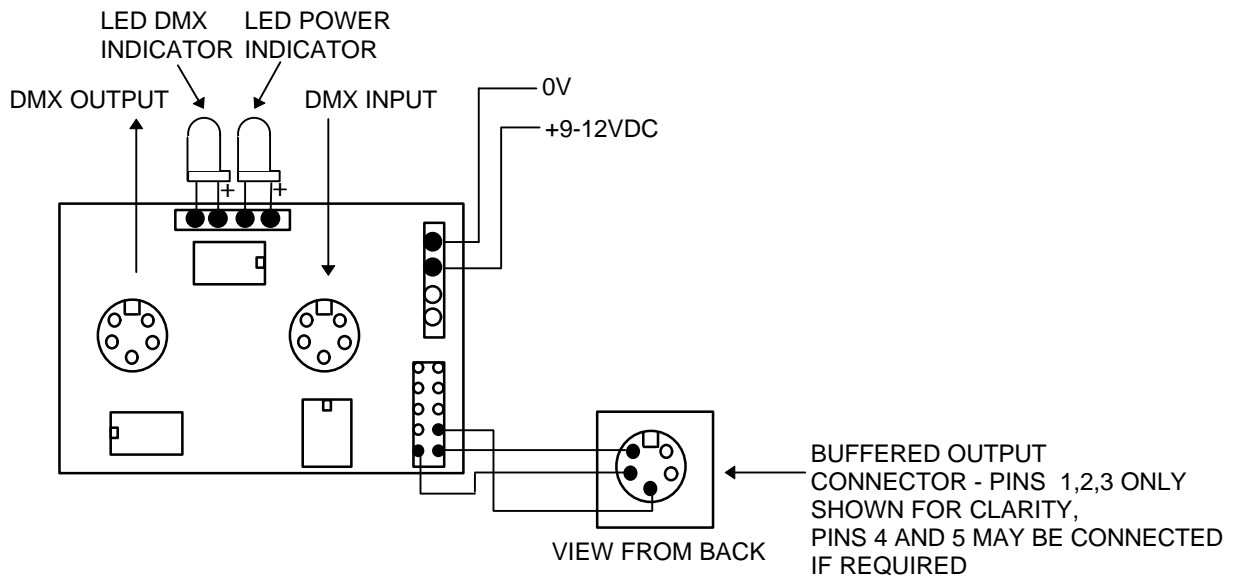 LED DMX
INDICATOR
LED POWER
INDICATOR
DMX OUTPUT
DMX INPUT
0V
+9-12VDC
+
+
BUFFERED OUTPUT
CONNECTOR - PINS 1,2,3 ONLY
SHOWN FOR CLARITY,
PINS 4 AND 5 MAY BE CONNECTED
IF REQUIRED
VIEW FROM BACK